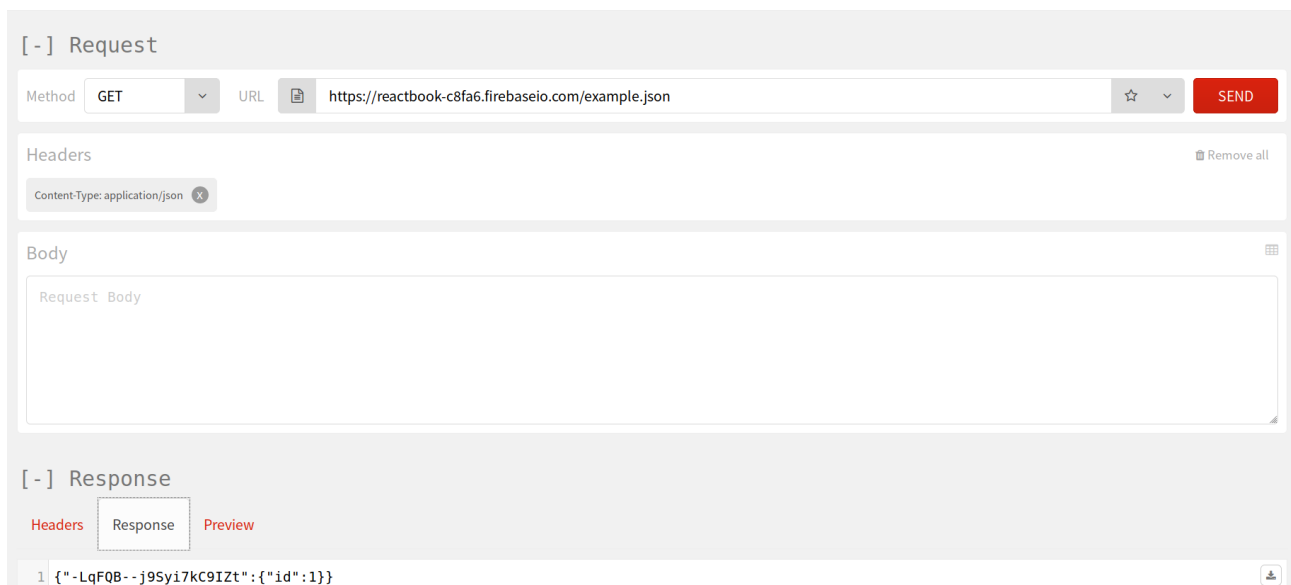 [-] Request
Method GET URL https://reactbook-c8fa6.firebaseio.com/example.json SEND
Headers Remove all
Content-Type: application/json x
Body
Request Body
[-] Response
Headers Response Preview
1 {"-LqFQB--j9Syi7kC9IZt":{"id":1}}